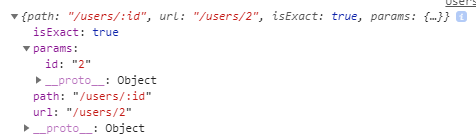 ▼{path: "/users/:id", url: "/users/2", isExact: true, params: {…}} i
isExact: true
▼params:
id: "2"
▶__proto__: Object
path: "/users/:id"
url: "/users/2"
▶__proto__: Object